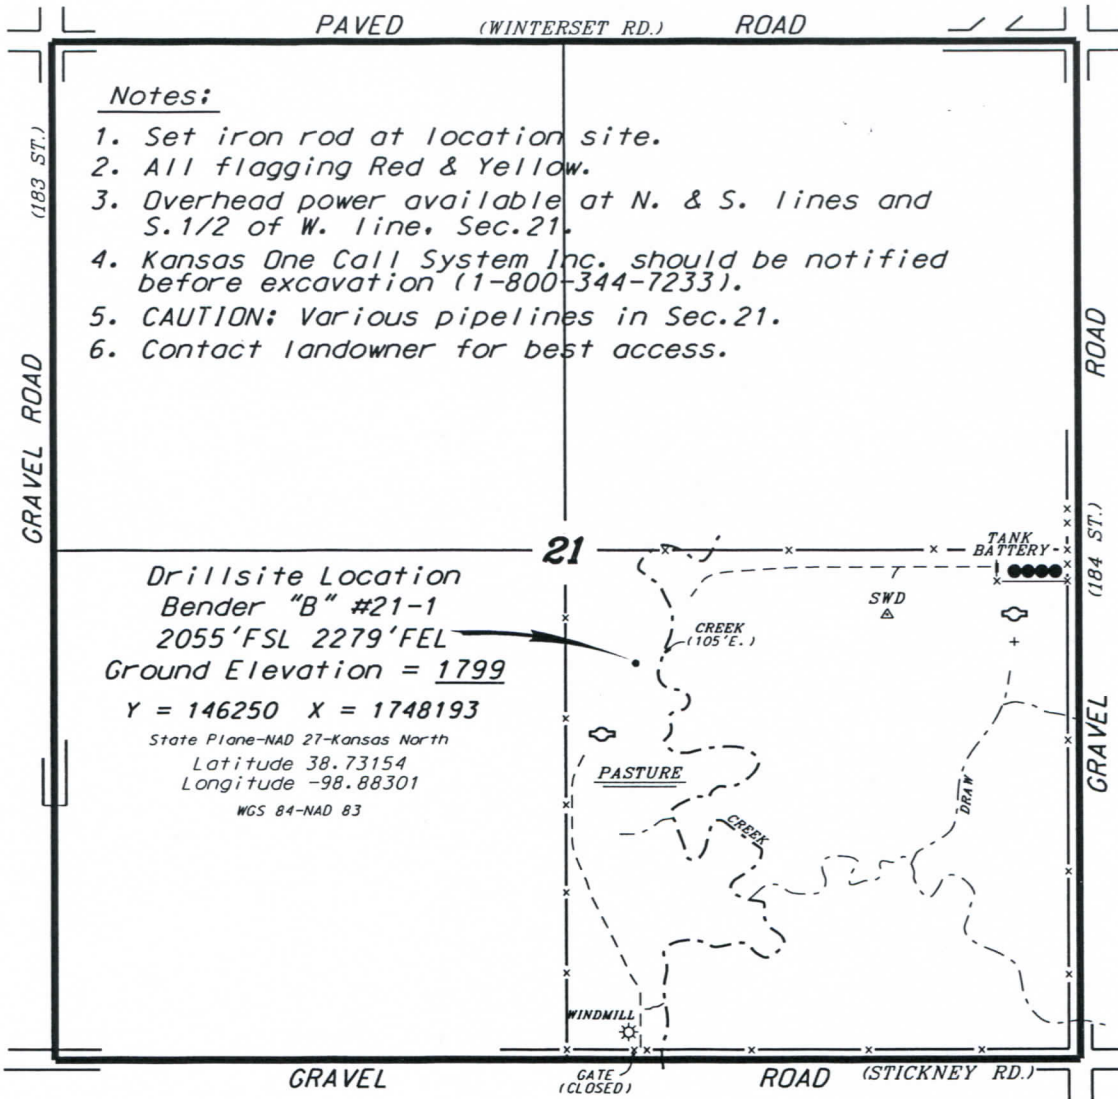 PAVED (WINTERSET RD.) ROAD
Notes:
1. Set iron rod at location site.
2. All flagging Red & Yellow.
3. Overhead power available at N. & S. lines and
S.1/2 of W. line, Sec.21.
4. Kansas One Call System Inc. should be notified
before excavation (1-800-344-7233).
5. CAUTION: Various pipelines in Sec.21.
6. Contact landowner for best access.
(183 ST.)
GRAVEL ROAD
ROAD
(184 ST.)
GRAVEL
21
TANK
BATTERY
Drillsite Location
Bender "B" #21-1
2055'FSL 2279'FEL
Ground Elevation = 1799
Y = 146250 X = 1748193
State Plane-NAD 27-Kansas North
Latitude 38.73154
Longitude -98.88301
WGS 84-NAD 83
SWD
CREEK
(105'E.)
PASTURE
CREEK
DRAW
WINDMILL
GATE
(CLOSED)
GRAVEL ROAD (STICKNEY RD.)